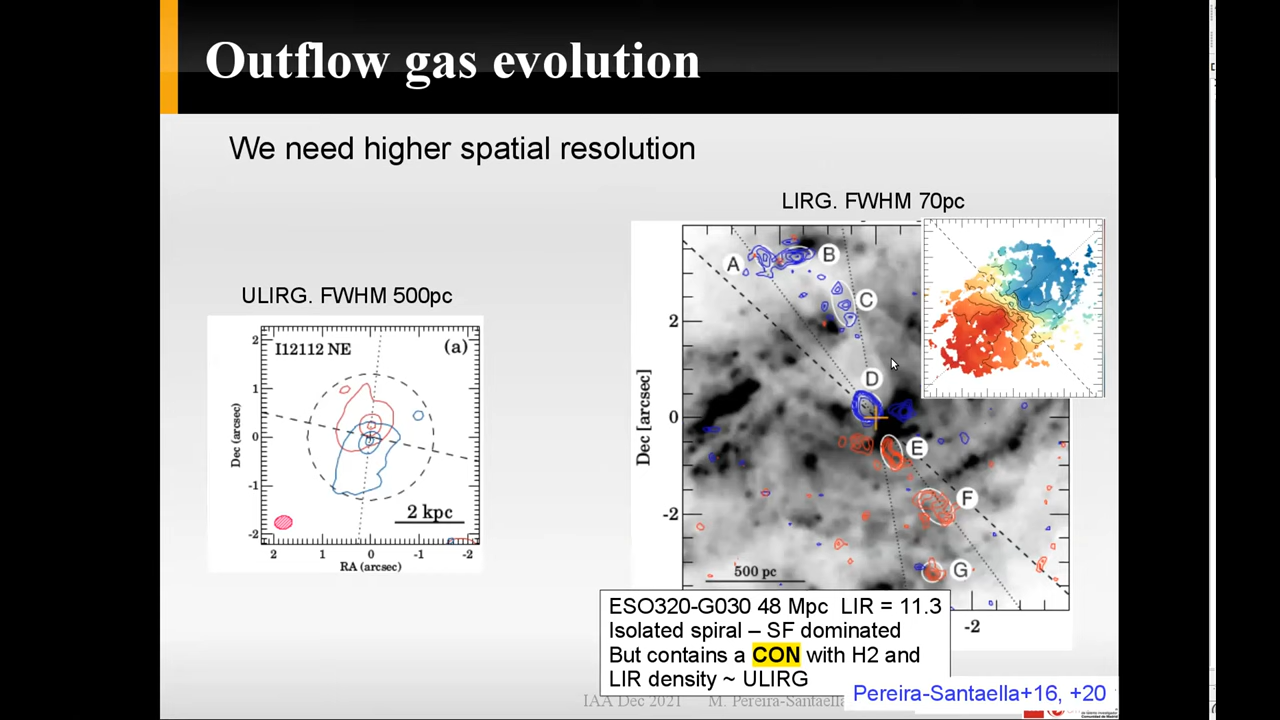 Outflow gas evolution
We need higher spatial resolution
LIRG. FWHM 70pc
ULIRG. FWHM 500pc
I12112 NE
(a)
2
1
0
-1
-2
Dec (arcsec)
2 kpc
2
1
0
-1
-2
RA (arcsec)
A
B
C
D
E
F
G
2
0
-2
Dec [arcsec]
500 pc
-2
ESO320-G030 48 Mpc LIR = 11.3
Isolated spiral – SF dominated
But contains a CON with H2 and
LIR density ~ ULIRG
Pereira-Santaella+16, +20
IAA Dec 2021
M. Pereira-Santaella